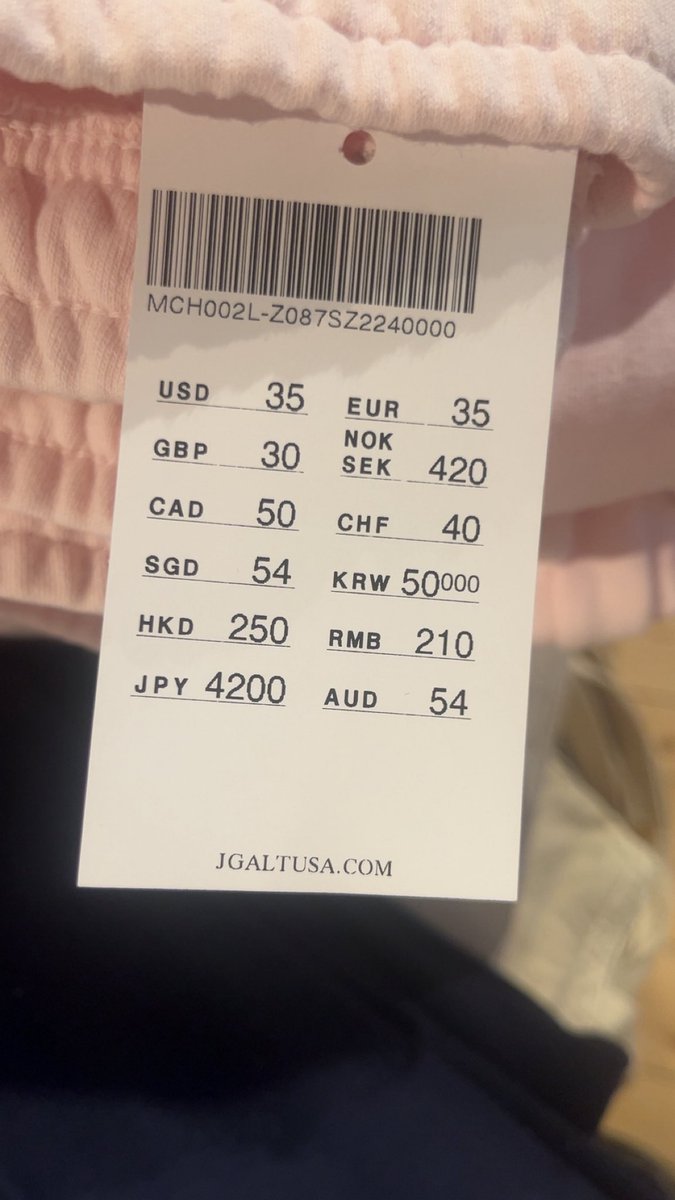 MCH002L-Z087SZ2240000
USD 35 EUR 35
GBP 30 NOK SEK 420
CAD 50 CHF 40
SGD 54 KRW 50000
HKD 250 RMB 210
JPY 4200 AUD 54
JGALTUSA.COM